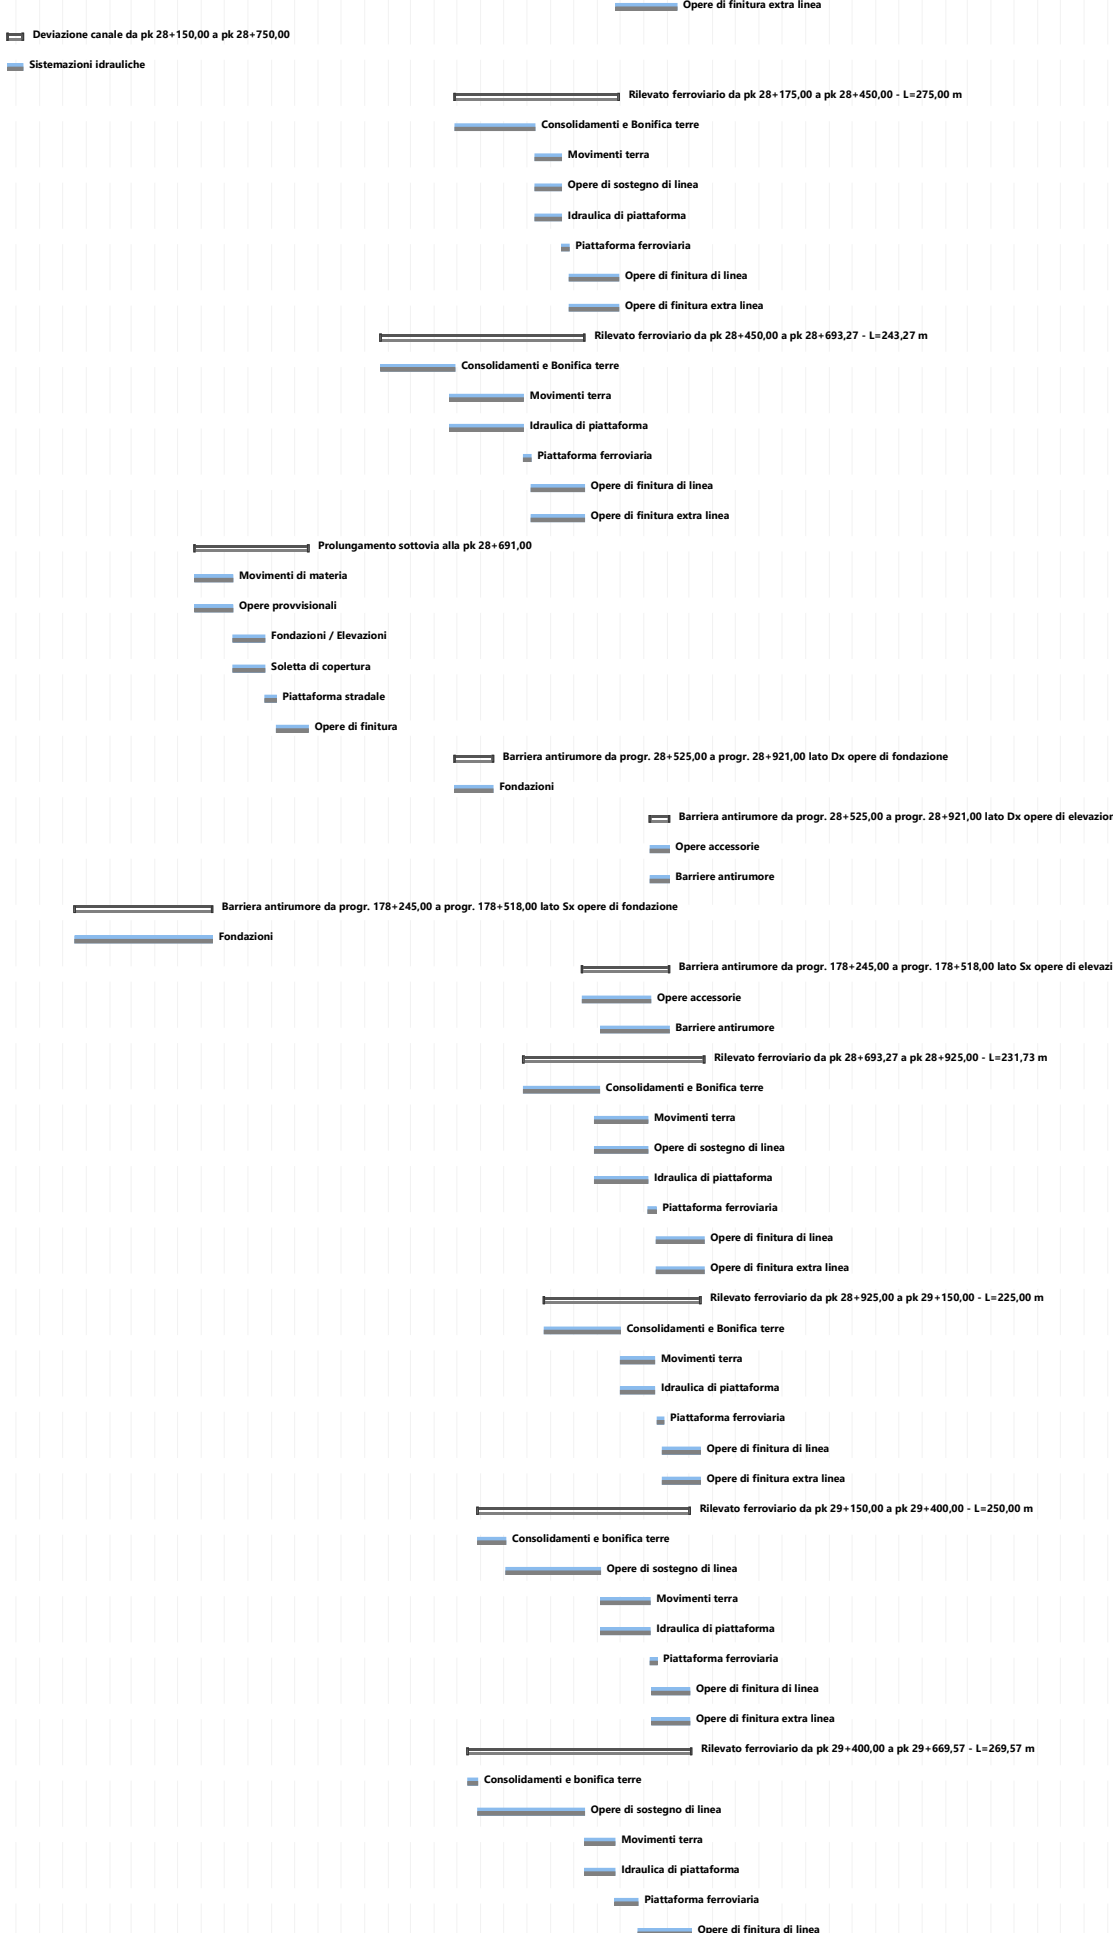 Opere di finitura extra linea
Deviazione canale da pk 28+150,00 a pk 28+750,00
Sistemazioni idrauliche
Rilevato ferroviario da pk 28+175,00 a pk 28+450,00 - L=275,00 m
Consolidamenti e Bonifica terre
Movimenti terra
Opere di sostegno di linea
Idraulica di piattaforma
Piattaforma ferroviaria
Opere di finitura di linea
Opere di finitura extra linea
Rilevato ferroviario da pk 28+450,00 a pk 28+693,27 - L=243,27 m
Consolidamenti e Bonifica terre
Movimenti terra
Idraulica di piattaforma
Piattaforma ferroviaria
Opere di finitura di linea
Opere di finitura extra linea
Prolungamento sottovia alla pk 28+691,00
Movimenti di materia
Opere provvisionali
Fondazioni / Elevazioni
Soletta di copertura
Piattaforma stradale
Opere di finitura
Barriera antirumore da progr. 28+525,00 a progr. 28+921,00 lato Dx opere di fondazione
Fondazioni
Barriera antirumore da progr. 28+525,00 a progr. 28+921,00 lato Dx opere di elevazion
Opere accessorie
Barriere antirumore
Barriera antirumore da progr. 178+245,00 a progr. 178+518,00 lato Sx opere di fondazione
Fondazioni
Barriera antirumore da progr. 178+245,00 a progr. 178+518,00 lato Sx opere di elevazi
Opere accessorie
Barriere antirumore
Rilevato ferroviario da pk 28+693,27 a pk 28+925,00 - L=231,73 m
Consolidamenti e Bonifica terre
Movimenti terra
Opere di sostegno di linea
Idraulica di piattaforma
Piattaforma ferroviaria
Opere di finitura di linea
Opere di finitura extra linea
Rilevato ferroviario da pk 28+925,00 a pk 29+150,00 - L=225,00 m
Consolidamenti e Bonifica terre
Movimenti terra
Idraulica di piattaforma
Piattaforma ferroviaria
Opere di finitura di linea
Opere di finitura extra linea
Rilevato ferroviario da pk 29+150,00 a pk 29+400,00 - L=250,00 m
Consolidamenti e bonifica terre
Opere di sostegno di linea
Movimenti terra
Idraulica di piattaforma
Piattaforma ferroviaria
Opere di finitura di linea
Opere di finitura extra linea
Rilevato ferroviario da pk 29+400,00 a pk 29+669,57 - L=269,57 m
Consolidamenti e bonifica terre
Opere di sostegno di linea
Movimenti terra
Idraulica di piattaforma
Piattaforma ferroviaria
Opere di finitura di linea